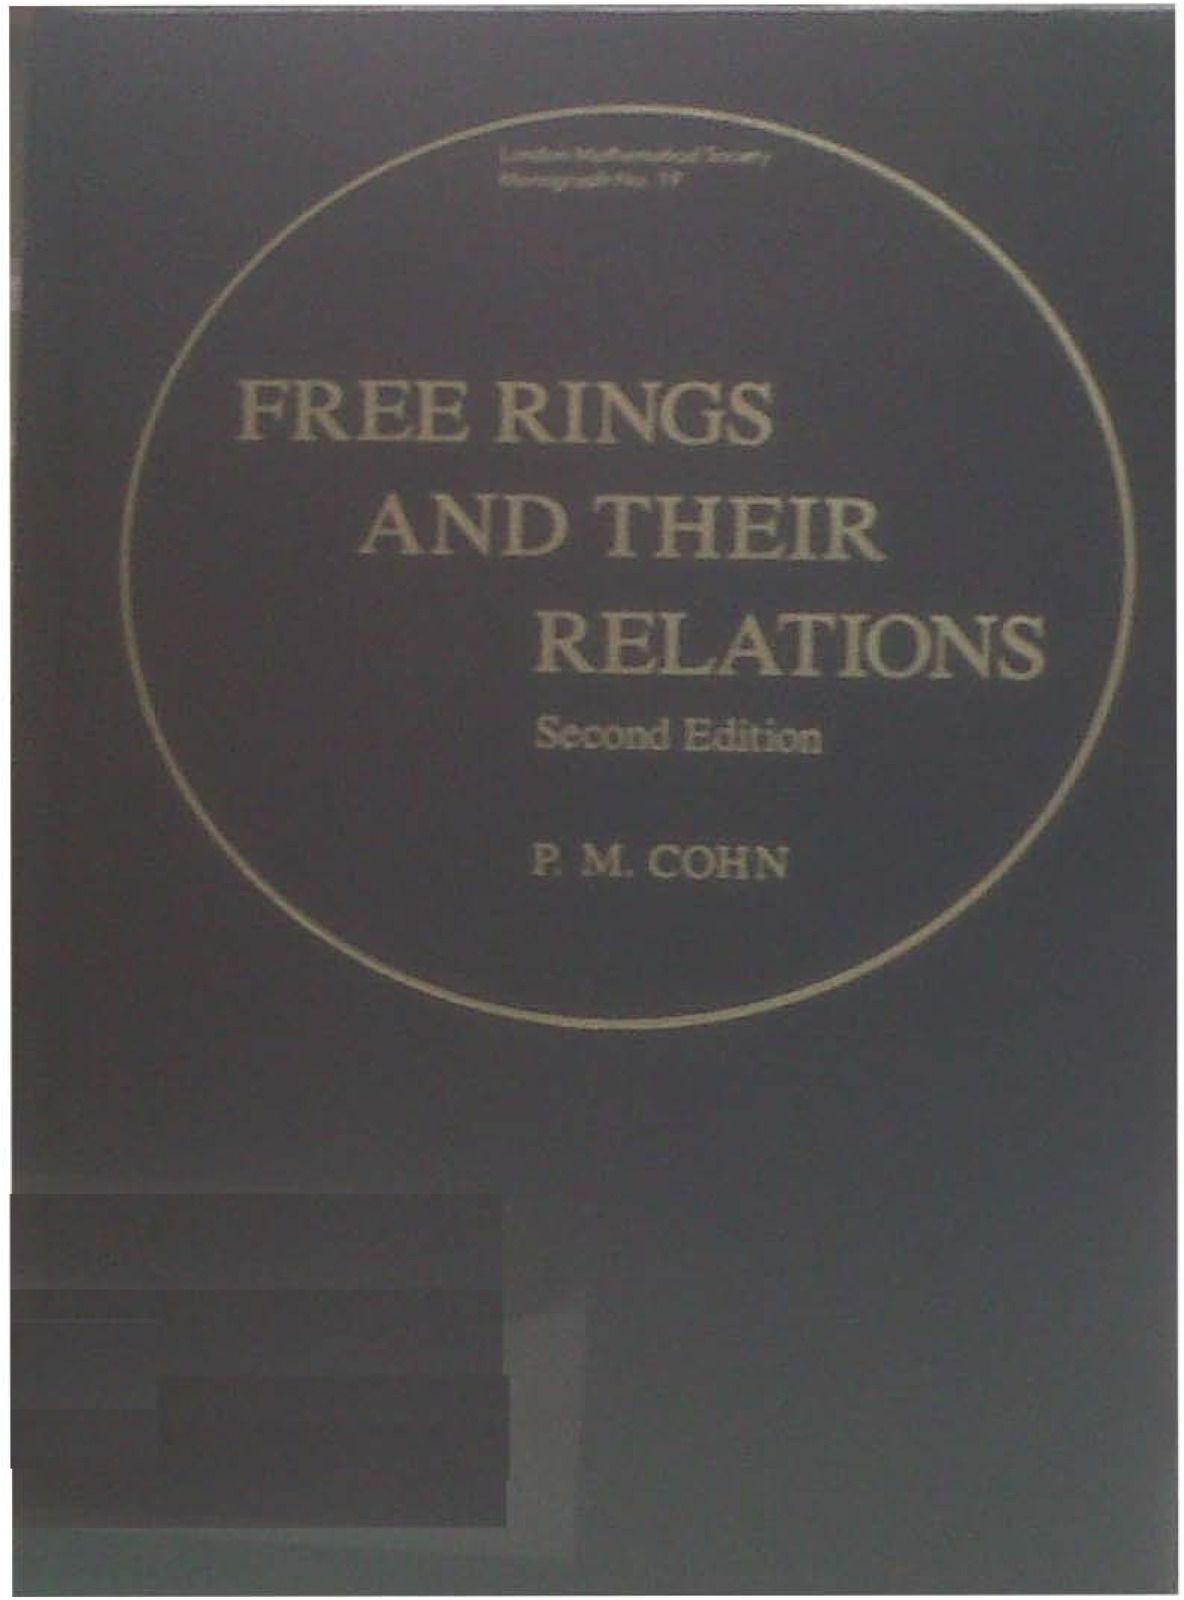 London Mathematical Society
Monograph No. 19
FREE RINGS
AND THEIR
RELATIONS
Second Edition
P. M. COHN